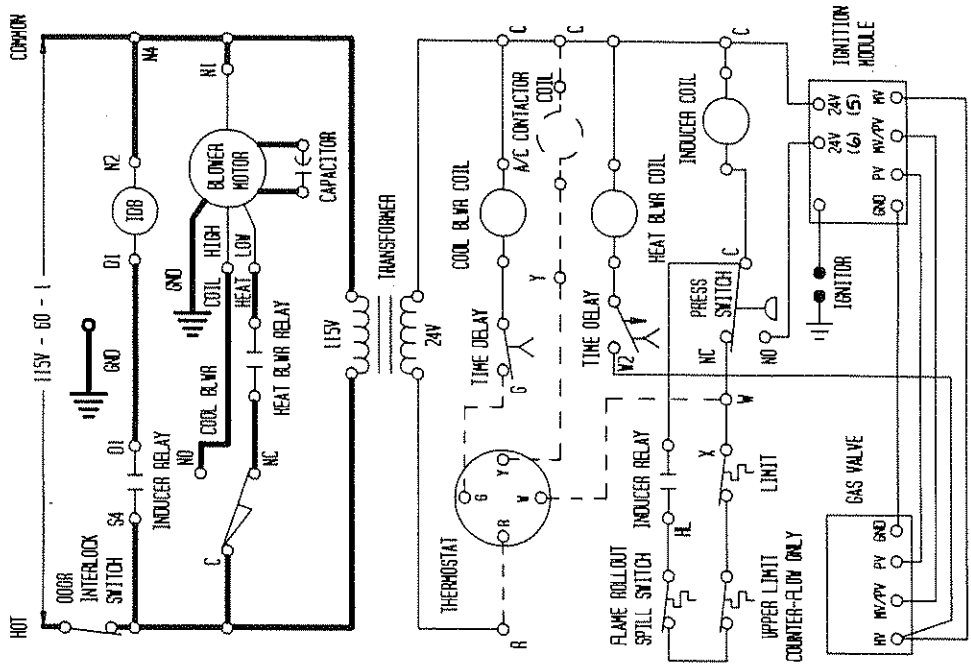 HOT
115V - 60 - 1
COMMON
DOOR
INTERLOCK
SWITCH
GND
S4
D1
D1
N2
N4
IDB
INDUCER RELAY
GND
NO
COOL BLWR
COIL
HIGH
BLOWER
MOTOR
N1
C
NC
HEAT
LOW
HEAT BLWR RELAY
CAPACITOR
115V
TRANSFORMER
24V
THERMOSTAT
R
R
G
Y
W
TIME DELAY
G
COOL BLWR COIL
C
Y
A/C CONTACTOR
COIL
C
TIME DELAY
W2
HEAT BLWR COIL
FLAME ROLLOUT
SPILL SWITCH
INDUCER RELAY
HL
NC
PRESS
SWITCH
C
INDUCER COIL
C
X
W
NO
UPPER LIMIT
COUNTER-FLOW ONLY
LIMIT
IGNITOR
IGNITION
MODULE
24V
(6)
24V
(5)
GND
PV
MV/PV
MV
GAS VALVE
MV
MV/PV
PV
GND